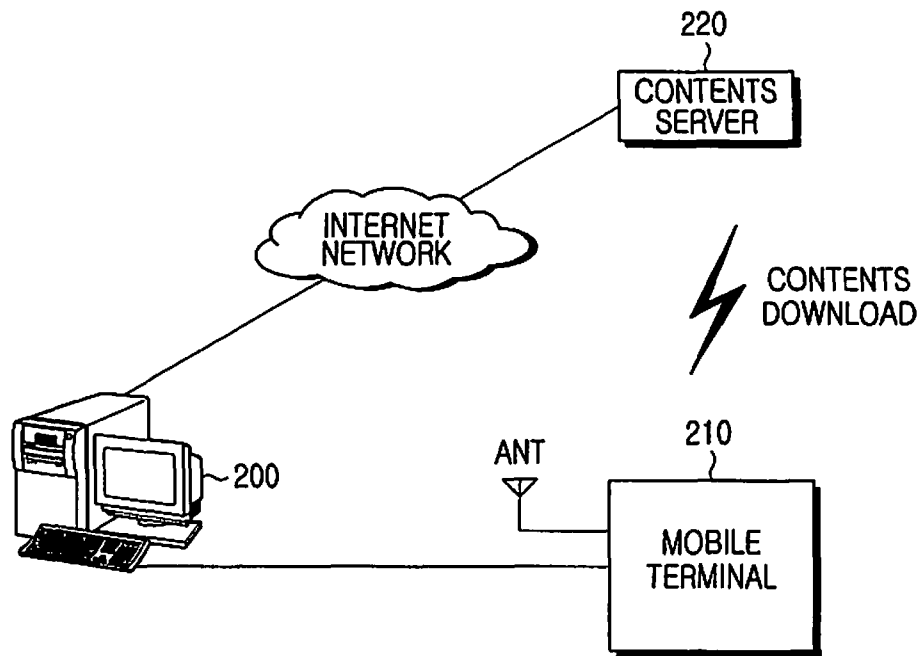 220
CONTENTS
SERVER
INTERNET
NETWORK
CONTENTS
DOWNLOAD
200
ANT
210
MOBILE
TERMINAL